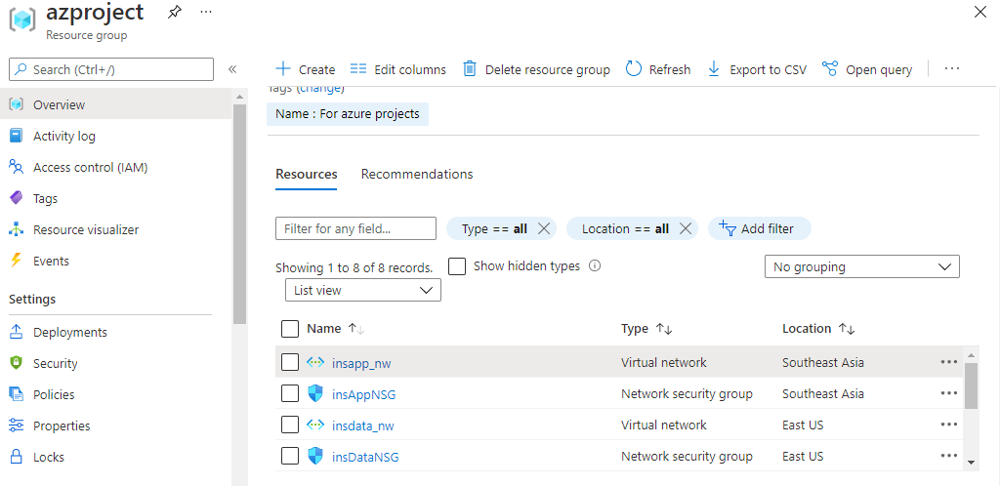 azproject
Resource group
Search (Ctrl+/)
Create
Edit columns
Delete resource group
Refresh
Export to CSV
Open query
Tags (change)
Name : For azure projects
Overview
Activity log
Access control (IAM)
Tags
Resource visualizer
Events
Settings
Deployments
Security
Policies
Properties
Locks
Resources Recommendations
Filter for any field...
Type == all
Location == all
Add filter
Showing 1 to 8 of 8 records.
Show hidden types
No grouping
List view
Name Type Location
insapp_nw Virtual network Southeast Asia
insAppNSG Network security group Southeast Asia
insdata_nw Virtual network East US
insDataNSG Network security group East US